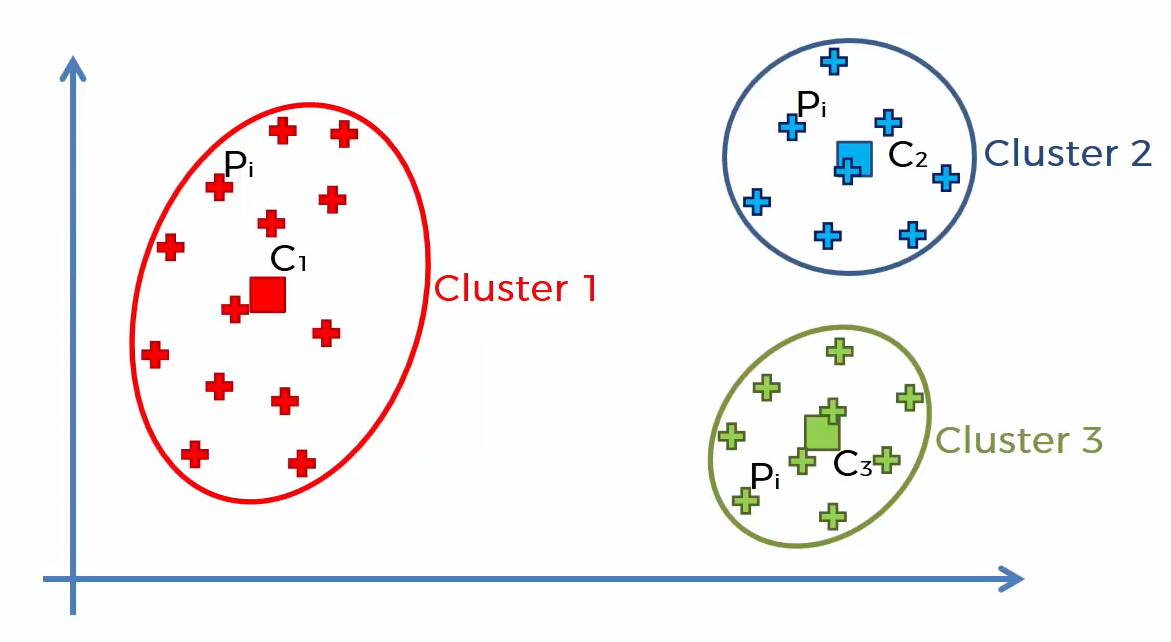 Pᵢ
C₁
Cluster 1
Pᵢ
C₂
Cluster 2
Pᵢ
C₃
Cluster 3